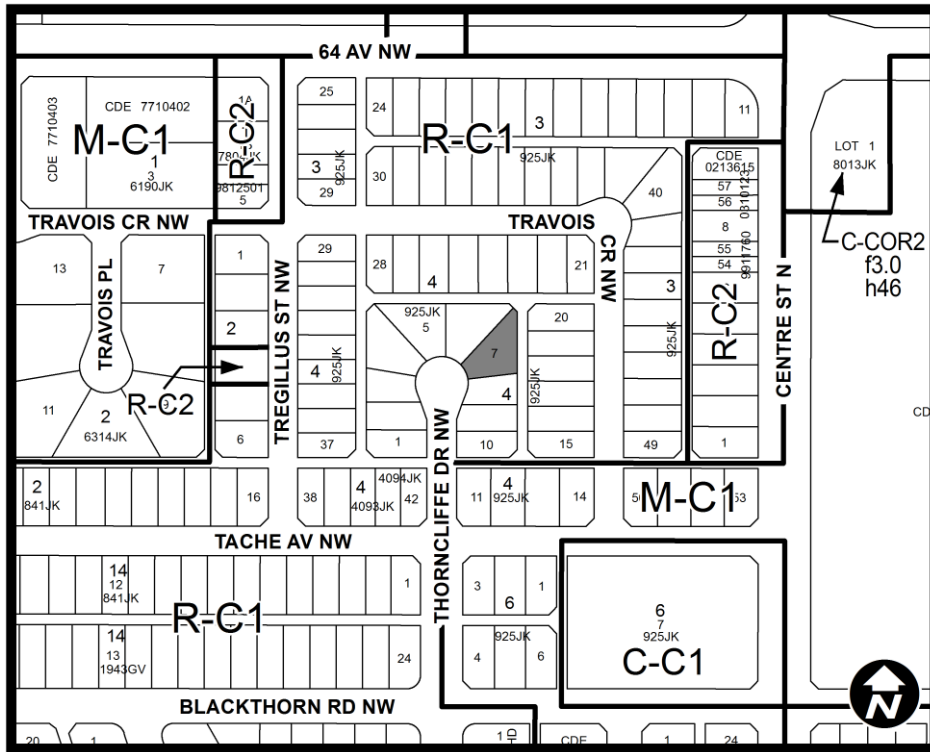 64 AV NW
25
24
11
CDE 7710403
CDE 7710402
M-C1
1
3
6190JK
1A
R-C2
7804JK
9812501
5
3
925JK
29
R-C1
3
925JK
30
40
CDE
0213615
57
56
0310123
8
55
54
9911760
R-C2
LOT 1
8013JK
C-COR2
f3.0
h46
TRAVOIS CR NW
TRAVOIS
CR NW
13
7
TRAVOIS PL
11
2
6314JK
9
R-C2
1
2
6
TREGILLUS ST NW
29
4
925JK
37
28
4
21
925JK
5
7
4
1
10
20
925JK
15
3
925JK
49
1
CENTRE ST N
THORNCLIFFE DR NW
2
841JK
16
38
4
4093JK
4094JK
42
11
4
925JK
14
M-C1
53
TACHE AV NW
14
12
841JK
1
R-C1
14
13
1943GV
24
3
1
6
925JK
4
6
6
7
925JK
C-C1
BLACKTHORN RD NW
N
20
1
1
CDE
1
24